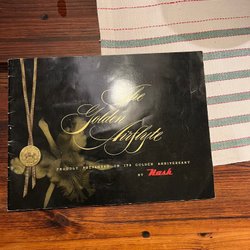 The
Golden
Airflyte
PROUDLY PRESENTED ON ITS GOLDEN ANNIVERSARY
BY Nash